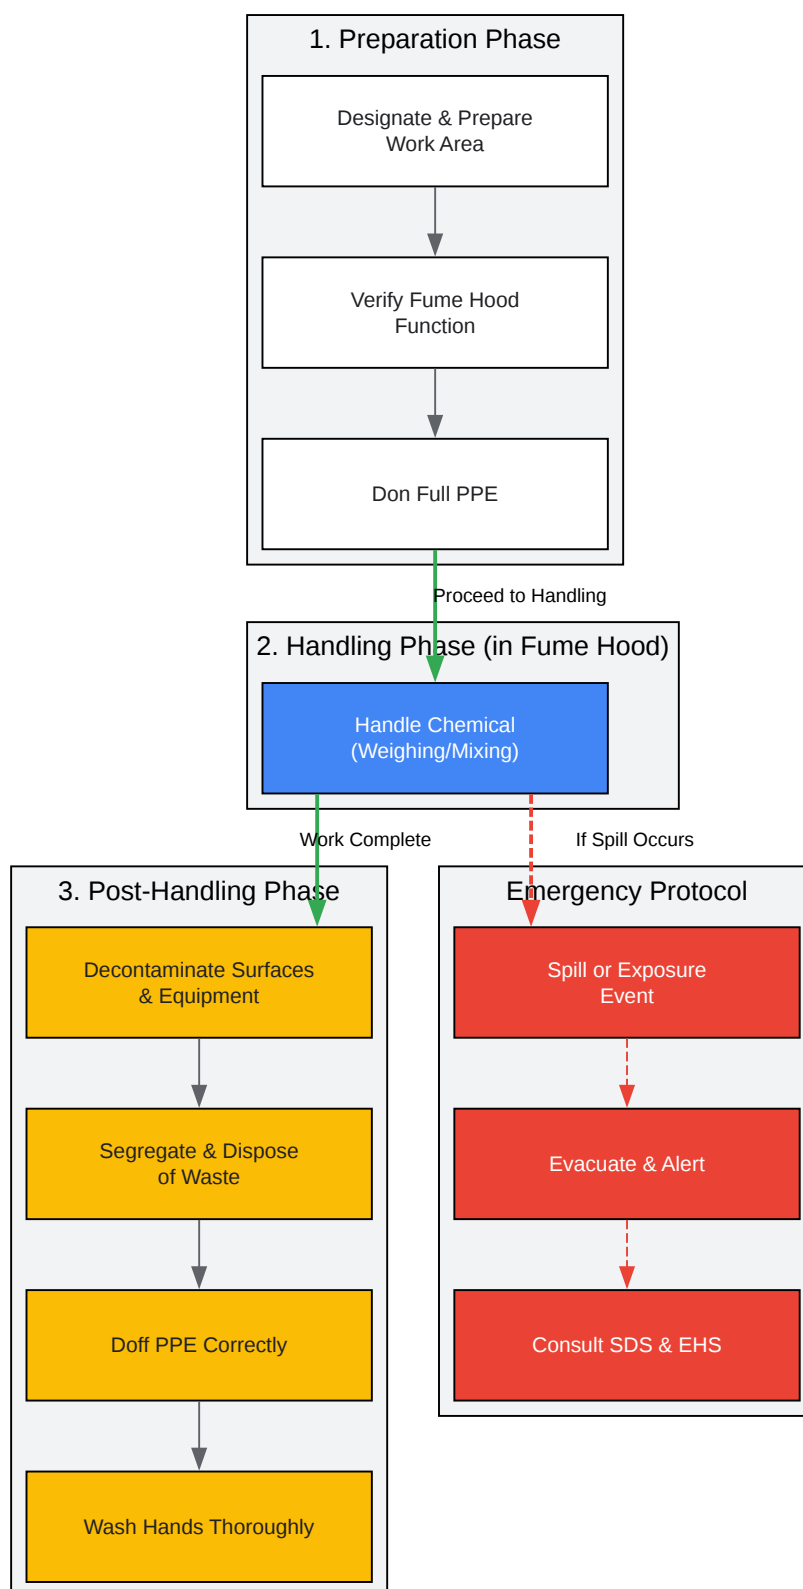 1. Preparation Phase
Designate & Prepare
Work Area
Verify Fume Hood
Function
Don Full PPE
Proceed to Handling
2. Handling Phase (in Fume Hood)
Handle Chemical
(Weighing/Mixing)
Work Complete
If Spill Occurs
3. Post-Handling Phase
Decontaminate Surfaces
& Equipment
Segregate & Dispose
of Waste
Doff PPE Correctly
Wash Hands Thoroughly
Emergency Protocol
Spill or Exposure
Event
Evacuate & Alert
Consult SDS & EHS